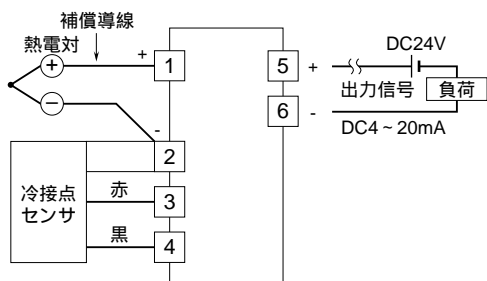 補償導線
熱電対
+
+
1
−
-
2
冷接点
センサ
赤
3
黒
4
5
+
DC24V
出力信号
負荷
6
-
DC4~20mA